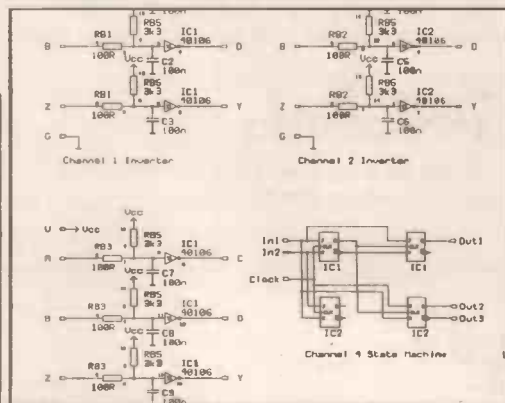 RB5
3k3
RB1
B
100R
IC1
40106
D
C2
100n
Vcc
RB5
3k3
RB1
Z
100R
IC1
40106
Y
C3
100n
G
Channel 1 Inverter
RB5
3k3
RB2
B
100R
IC2
40106
D
100n
Vcc
RB5
3k3
RB2
Z
100R
IC2
40106
Y
C6
100n
Channel 2 Inverter
Vcc
Vcc
RB5
3k3
RB3
A
100R
IC1
40106
C
C7
100n
Vcc
RB5
3k3
RB3
B
100R
IC1
40106
D
C8
100n
Vcc
RB5
3k3
RB3
Z
100R
IC1
40106
Y
C9
100n
In1
In2
Clock
IC1
IC1
IC2
IC2
Out1
Out2
Out3
Channel 4 State Machine